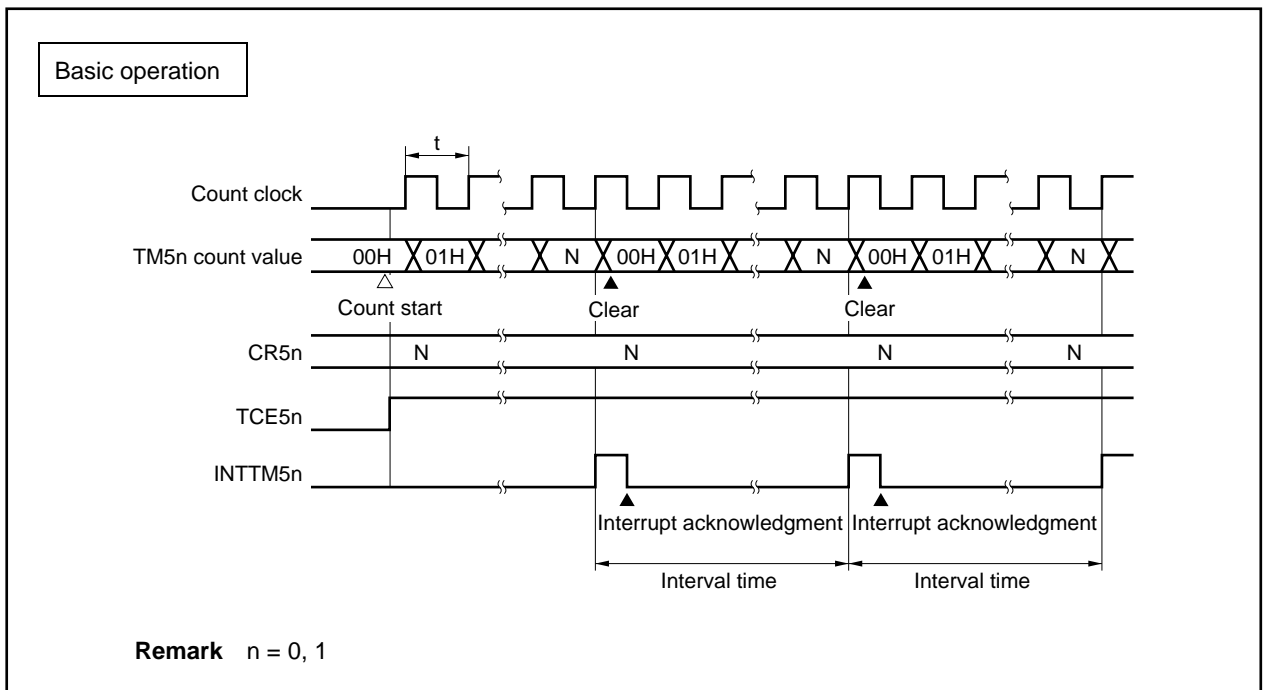 Basic operation
t
Count clock
TM5n count value 00H 01H N 00H 01H N 00H 01H N
Count start Clear Clear
CR5n N N N N
TCE5n
INTTM5n
Interrupt acknowledgment Interrupt acknowledgment
Interval time Interval time
Remark n = 0, 1